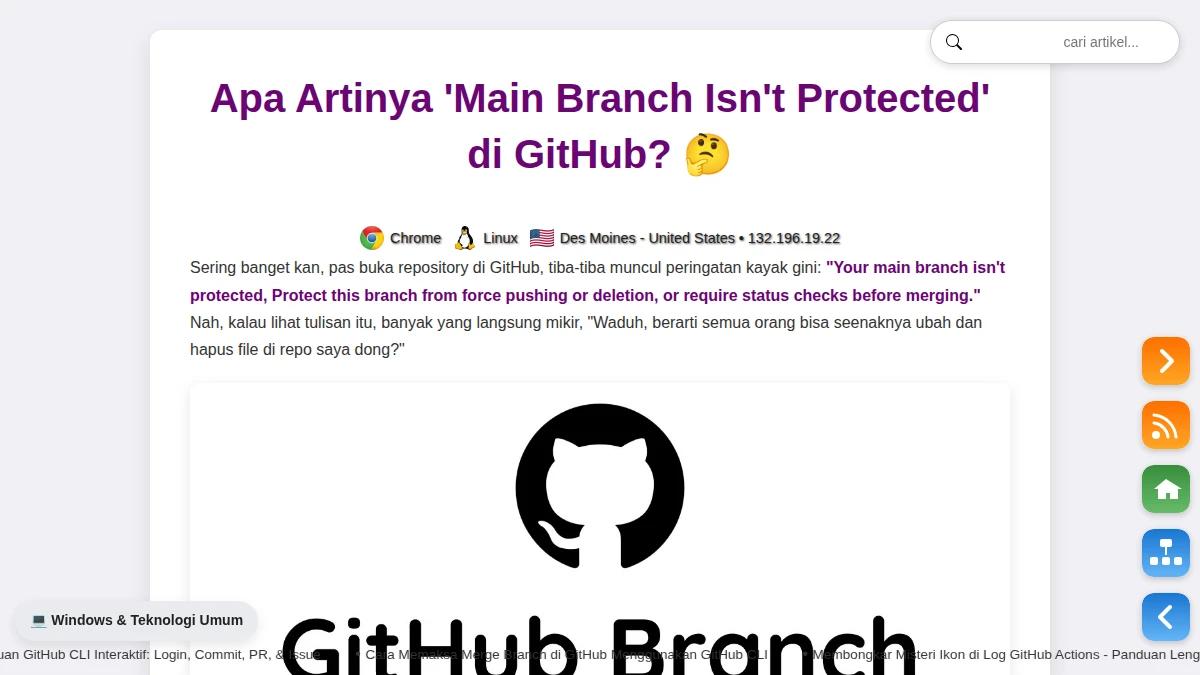 cari artikel...
Apa Artinya 'Main Branch Isn't Protected'
di GitHub? 🤔
Chrome Linux Des Moines - United States • 132.196.19.22
Sering banget kan, pas buka repository di GitHub, tiba-tiba muncul peringatan kayak gini: "Your main branch isn't
protected, Protect this branch from force pushing or deletion, or require status checks before merging."
Nah, kalau lihat tulisan itu, banyak yang langsung mikir, "Waduh, berarti semua orang bisa seenaknya ubah dan
hapus file di repo saya dong?"
GitHub Branch
💻 Windows & Teknologi Umum
uan GitHub CLI Interaktif: Login, Commit, PR, & Issue • Cara Memaksa Merge Branch di GitHub Menggunakan GitHub CLI • Membongkar Misteri Ikon di Log GitHub Actions - Panduan Leng